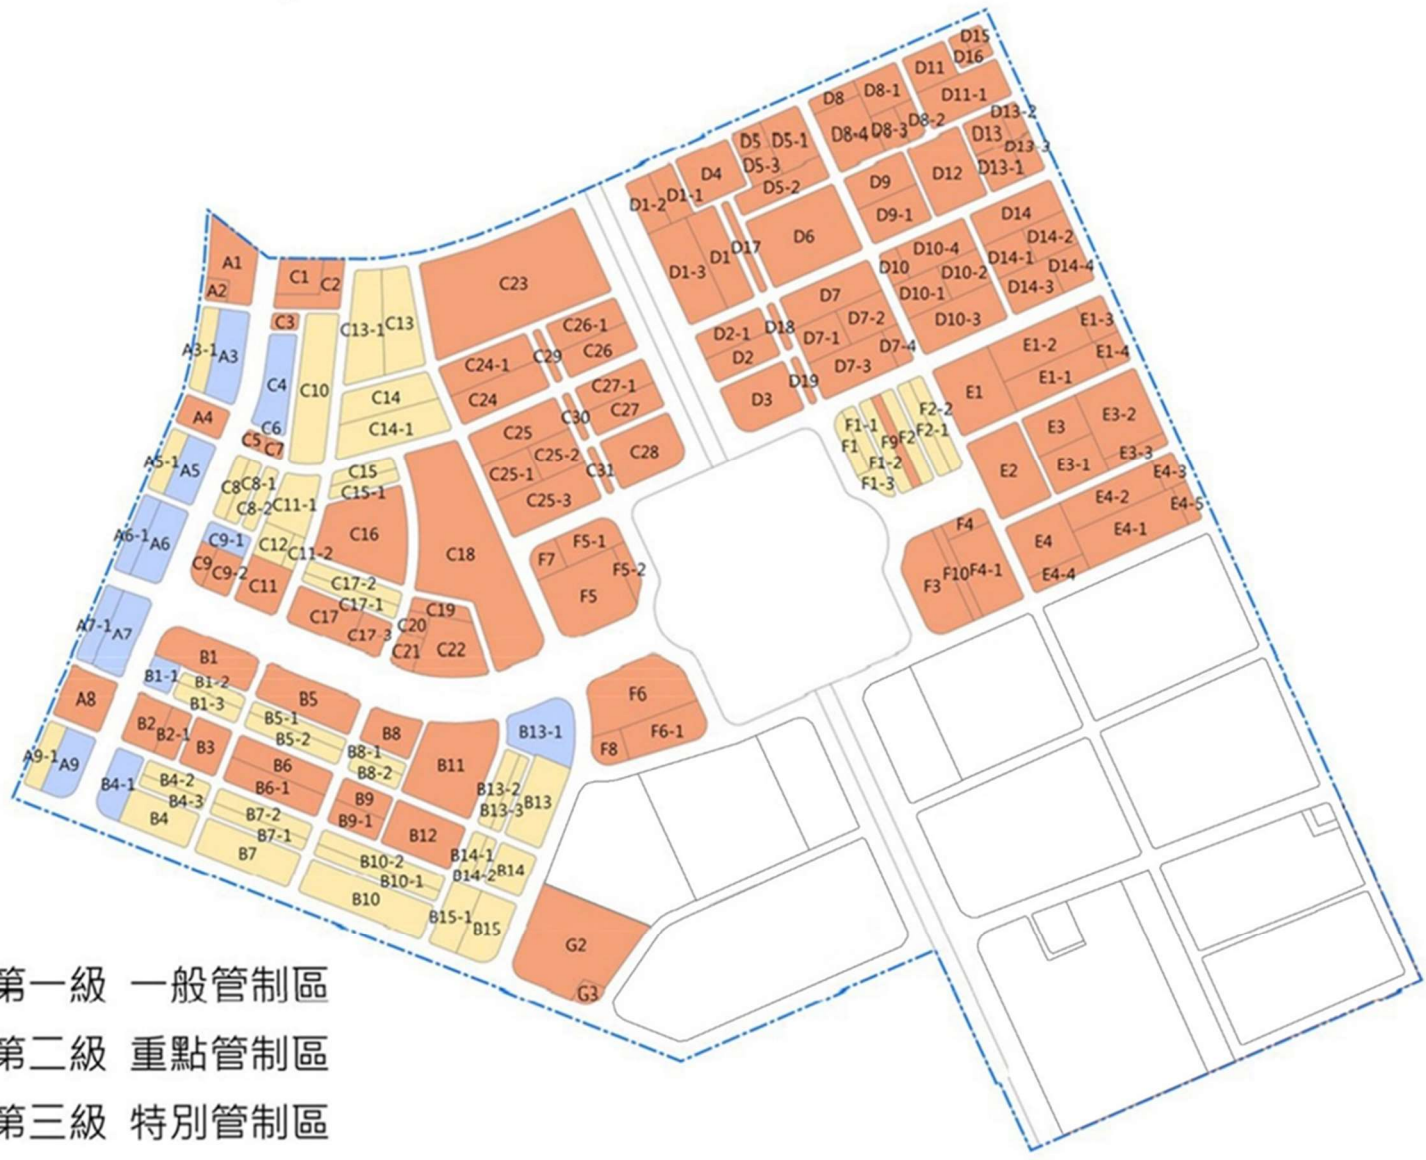 D15
D16
D11
D8-1
D8
D11-1
D13-2
D8-2
D8-3
D8-4
D13
D5
D5-1
D13-3
D5-3
D13-1
D4
D12
D9
D5-2
D1-1
D1-2
D9-1
D14
D6
D14-2
D17
D10-4
D1
D14-1
A1
D10
D14-4
D1-3
D10-2
C1
C2
C23
D14-3
A2
D10-1
D7
D7-2
D10-3
E1-3
C3
C13-1
C13
C26-1
D18
D2-1
D7-1
E1-2
D7-4
A3-1
A3
C29
C26
D2
E1-4
C24-1
D7-3
E1-1
C4
C10
C27-1
D19
E1
C14
C24
D3
F2-2
C27
E3-2
A4
C30
F1-1
C6
C14-1
C25
E3
F1
F9
F2
F2-1
C5
C7
C28
C25-2
E3-3
A5-1
A5
C15
C25-1
C31
F1-2
E3-1
E2
E4-3
C8
C8-1
C15-1
F1-3
C25-3
E4-2
C8-2
C11-1
E4-5
A6-1
A6
C9-1
C16
F4
E4-1
C12
C11-2
C18
F5-1
E4
F7
C9
C9-2
F5-2
F10
F4-1
E4-4
C11
C17-2
F3
F5
C17-1
C19
C17
A7-1
A7
C20
C17-3
C21
C22
B1
B1-1
B1-2
F6
A8
B1-3
B5
B5-1
B2
B2-1
B8
F6-1
B13-1
B5-2
B3
B8-1
F8
A9-1
A9
B6
B11
B8-2
B4-1
B4-2
B6-1
B13-2
B9
B13
B4-3
B13-3
B4
B7-2
B9-1
B7-1
B12
B7
B14-1
B10-2
B14
B14-2
B10-1
B10
B15-1
B15
G2
G3
第一級 一般管制區
第二級 重點管制區
第三級 特別管制區